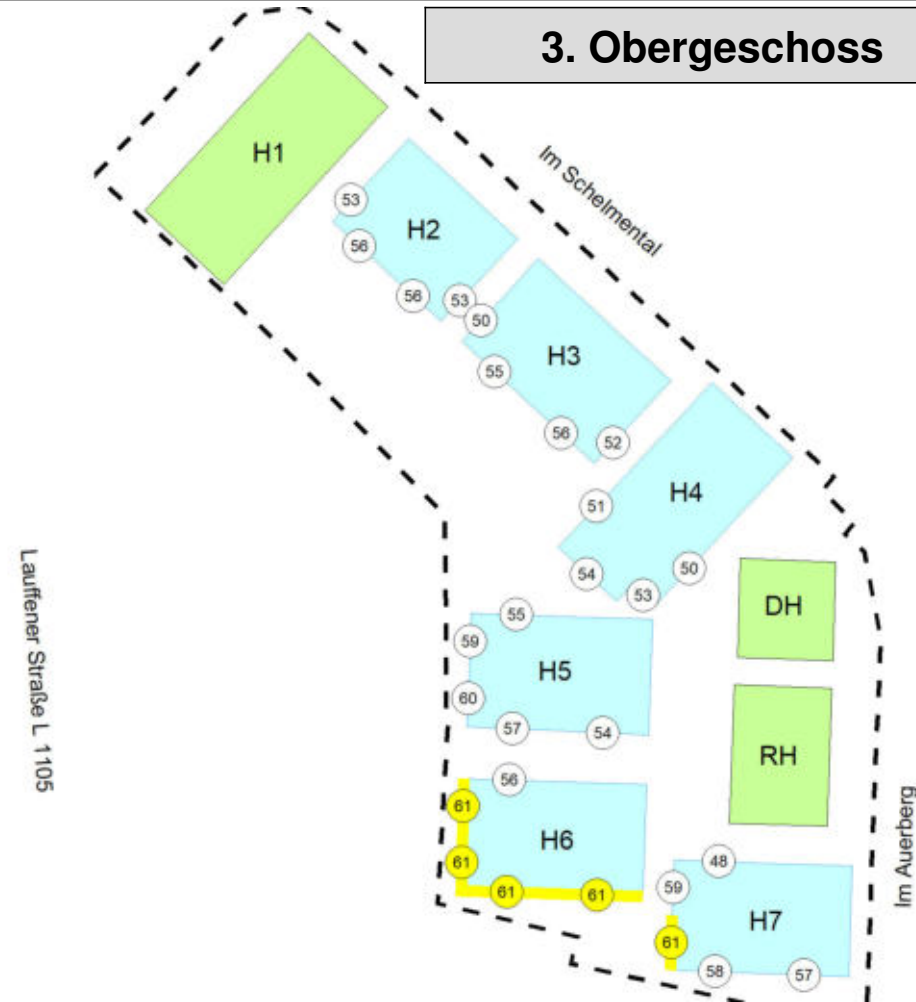 3. Obergeschoss
H1
Im Schelmental
53
H2
56
56
53
50
H3
55
56
52
H4
51
54
53
50
DH
55
59
H5
60
57
54
RH
Lauffener Straße L 1105
56
61
H6
61
61
61
Im Auerberg
48
59
H7
61
58
57